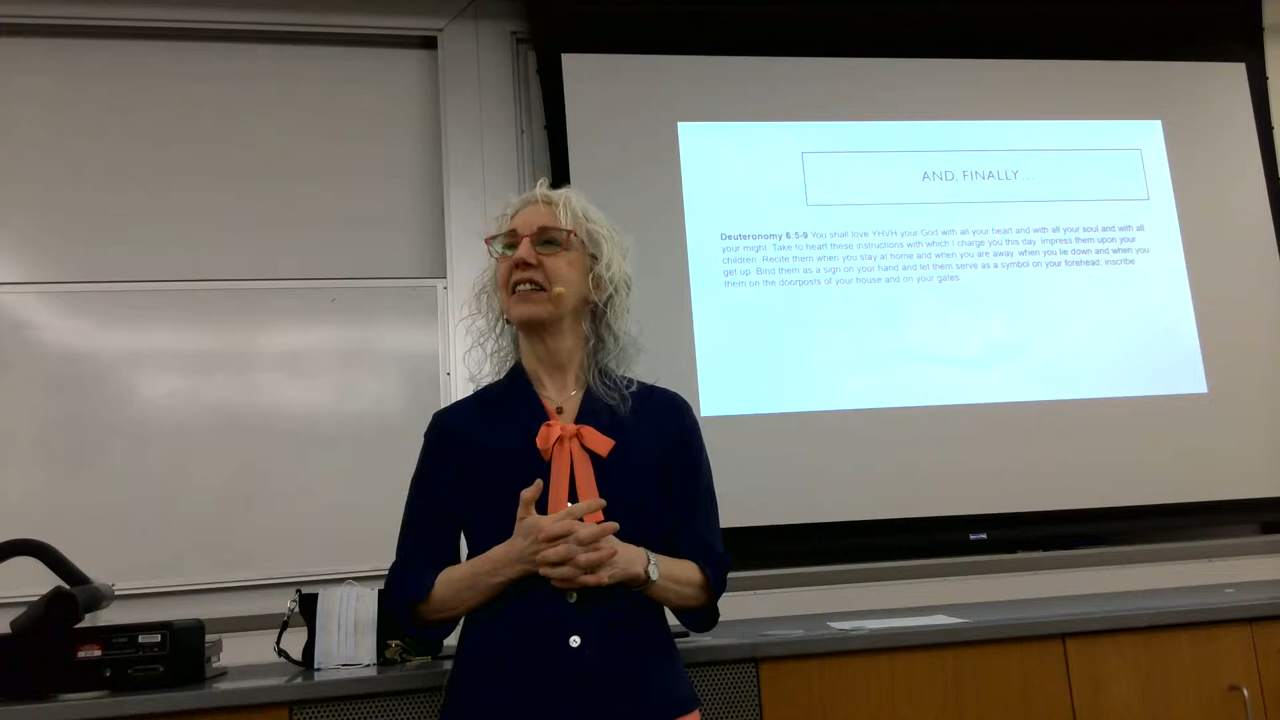 AND, FINALLY...
Deuteronomy 6:5-9 You shall love YHVH your God with all your heart and with all your soul and with all
your might. Take to heart these instructions with which I charge you this day. Impress them upon your
children. Recite them when you stay at home and when you are away, when you lie down and when you
get up. Bind them as a sign on your hand and let them serve as a symbol on your forehead; inscribe
them on the doorposts of your house and on your gates.